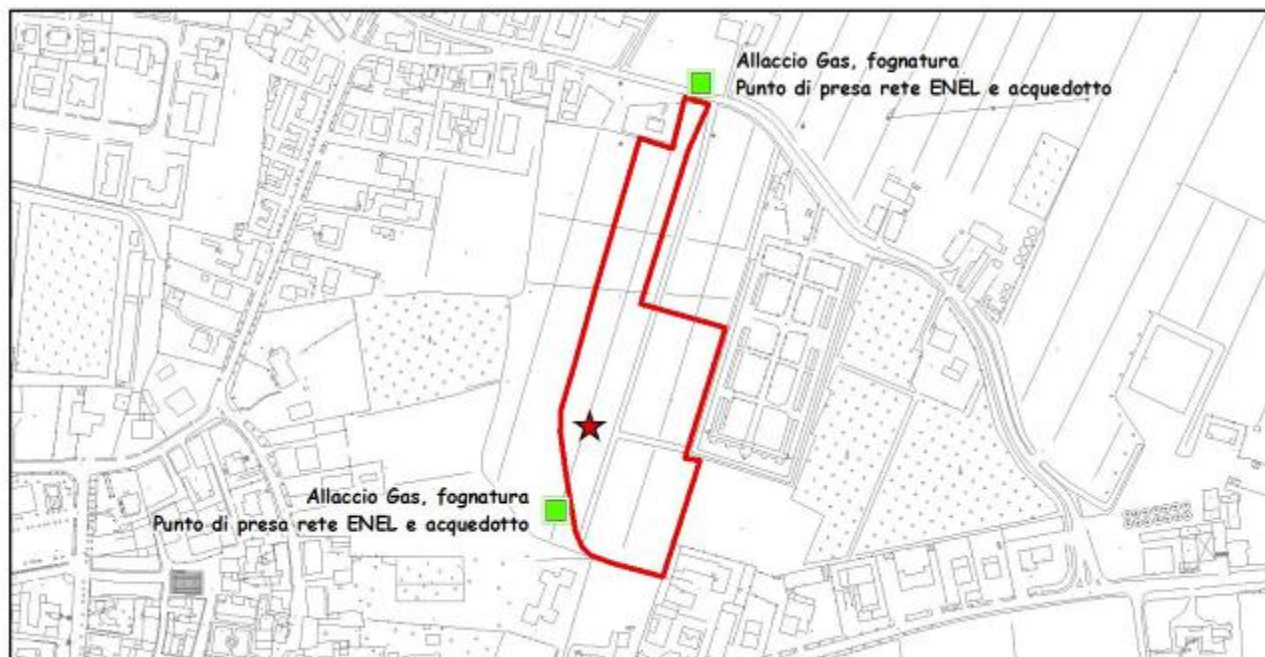 Allaccio Gas, fognatura
Punto di presa rete ENEL e acquedotto
Allaccio Gas, fognatura
Punto di presa rete ENEL e acquedotto